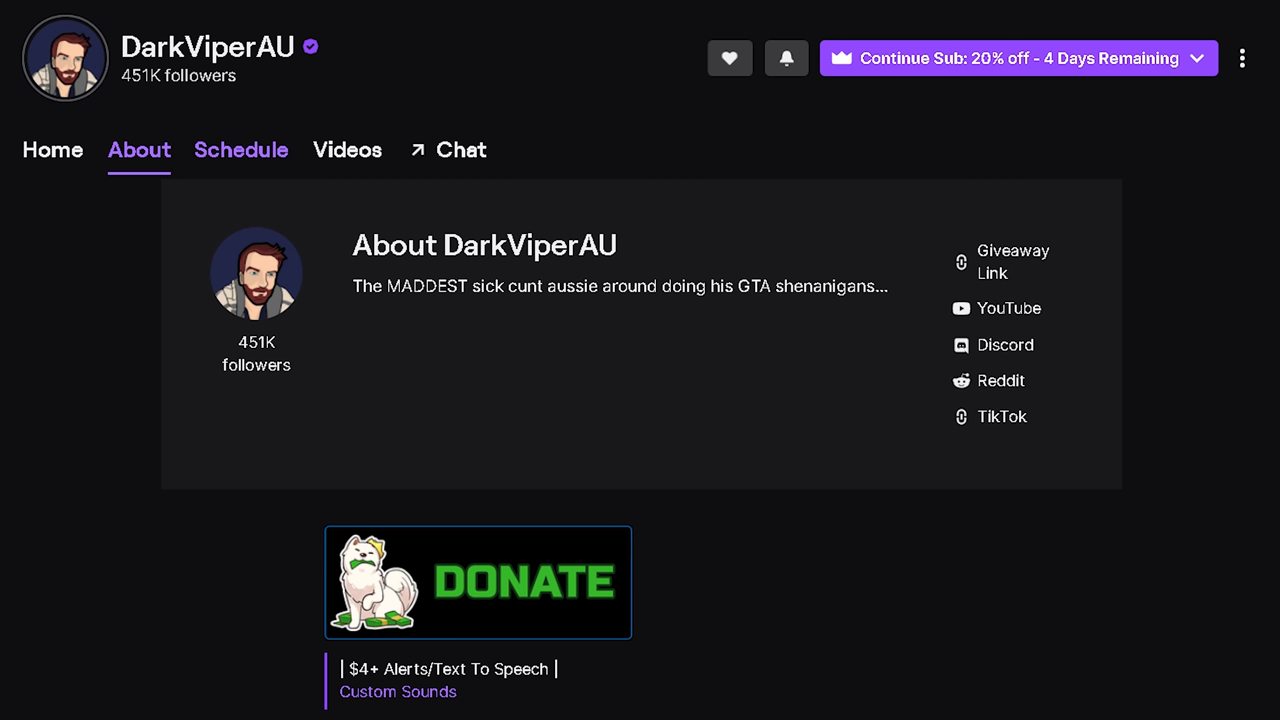 DarkViperAU
451K followers
Continue Sub: 20% off - 4 Days Remaining
Home About Schedule Videos Chat
About DarkViperAU
The MADDEST sick cunt aussie around doing his GTA shenanigans...
451K
followers
Giveaway
Link
YouTube
Discord
Reddit
TikTok
DONATE
| $4+ Alerts/Text To Speech |
Custom Sounds